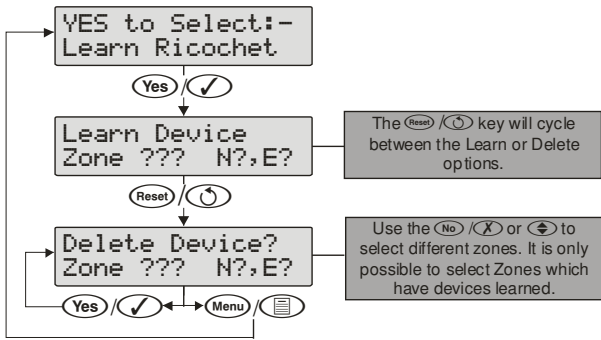 YES to Select:-
Learn Ricochet
Yes / ✓
Learn Device
Zone ??? N?,E?
The Reset / key will cycle
between the Learn or Delete
options.
Reset /
Delete Device?
Zone ??? N?,E?
Use the No / X or to
select different zones. It is only
possible to select Zones which
have devices learned.
Yes / ✓ Menu /